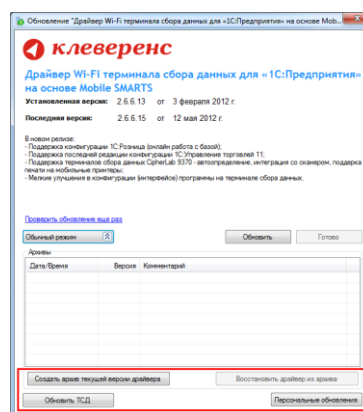 Обновление "Драйвер Wi-Fi терминала сбора данных для «1С:Предприятия» на основе Mob...
клеверенс
Драйвер Wi-Fi терминала сбора данных для «1С:Предприятия»
на основе Mobile SMARTS
Установленная версия: 2.6.6.13 от 3 февраля 2012 г.
Последняя версия: 2.6.6.15 от 12 мая 2012 г.
В новом релизе:
- Поддержка конфигурации 1С:Розница (онлайн работа с базой);
- Поддержка последней редакции конфигурации 1С:Управление торговлей 11;
- Поддержка терминалов сбора данных CipherLab 9370 - автоопределение, интеграция со сканером, поддержка
печати на мобильные принтеры;
- Мелкие улучшения в конфигурации (интерфейсе) программы на терминале сбора данных.
Проверить обновление еще раз
Обычный режим Обновить Готово
Архивы
Дата/Время Версия Комментарий
Создать архив текущей версии драйвера Восстановить драйвер из архива
Обновить ТСД Персональные обновления